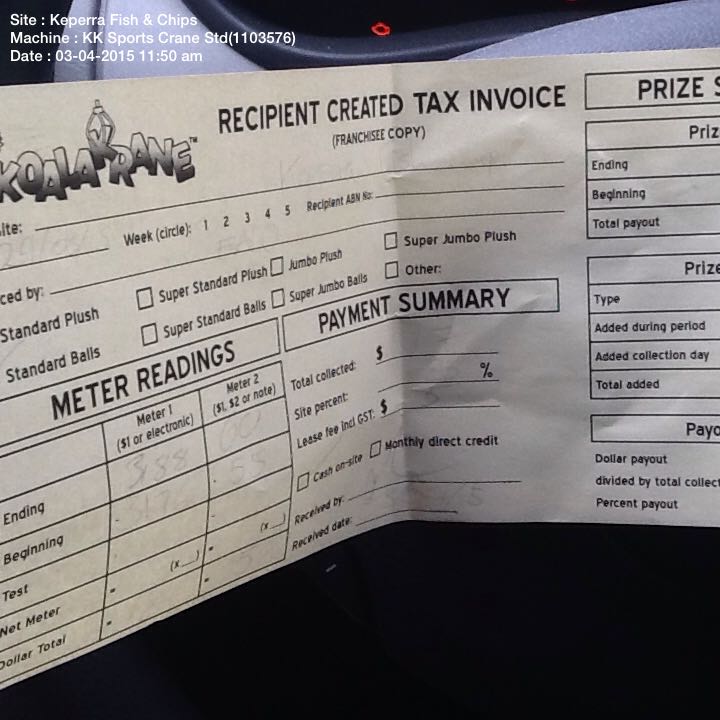 Site : Keperra Fish & Chips
Machine : KK Sports Crane Std(1103576)
Date : 03-04-2015 11:50 am
KOALA KRANE™
RECIPIENT CREATED TAX INVOICE
(FRANCHISEE COPY)
Week (circle): 1 2 3 4 5 Recipient ABN No:
Standard Plush
Super Standard Plush
Jumbo Plush
Super Jumbo Plush
Standard Balls
Super Standard Balls
Super Jumbo Balls
Other:
METER READINGS
Meter 1
($1 or electronic)
Meter 2
($1, $2 or note)
Ending 388
Beginning
Test
Net Meter
Dollar Total
(x__)
(x__)
PAYMENT SUMMARY
Total collected: $
Site percent: %
Lease fee incl GST: $
Cash on-site
Monthly direct credit
Received by:
Received date:
PRIZE
Ending
Beginning
Total payout
Prize
Type
Added during period
Added collection day
Total added
Dollar payout
divided by total
Percent payout